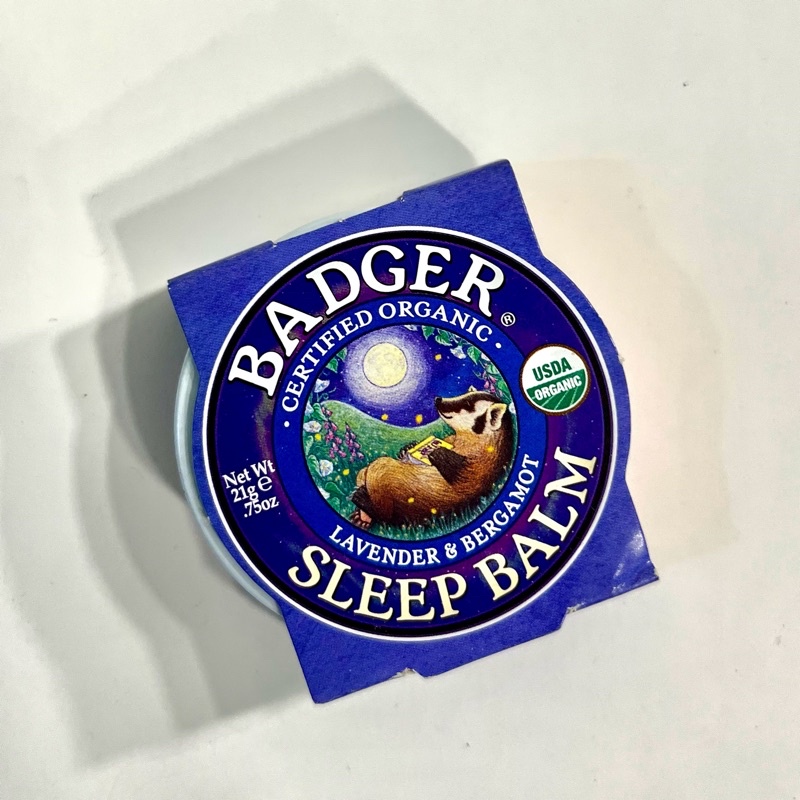 BADGER®
• CERTIFIED ORGANIC •
USDA
ORGANIC
Net Wt
21g e
.75oz
LAVENDER & BERGAMOT
SLEEP BALM